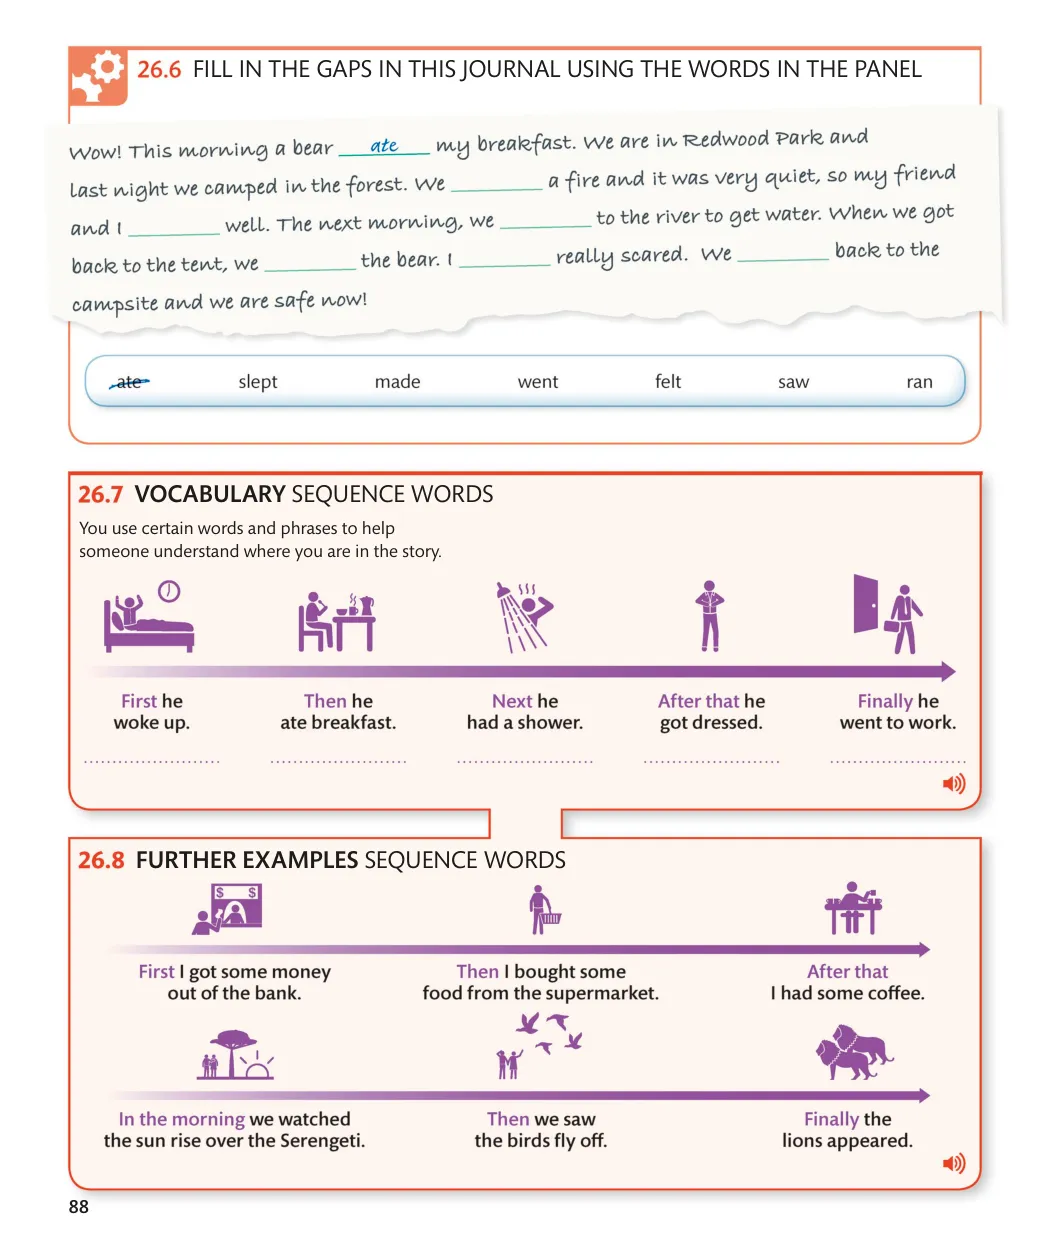 26.6 FILL IN THE GAPS IN THIS JOURNAL USING THE WORDS IN THE PANEL
Wow! This morning a bear ate my breakfast. We are in Redwood Park and
last night we camped in the forest. We ________ a fire and it was very quiet, so my friend
and I ________ well. The next morning, we ________ to the river to get water. When we got
back to the tent, we ________ the bear. I ________ really scared. We ________ back to the
campsite and we are safe now!
ate slept made went felt saw ran
26.7 VOCABULARY SEQUENCE WORDS
You use certain words and phrases to help
someone understand where you are in the story.
First he
woke up.
Then he
ate breakfast.
Next he
had a shower.
After that he
got dressed.
Finally he
went to work.
26.8 FURTHER EXAMPLES SEQUENCE WORDS
$ $
First I got some money
out of the bank.
Then I bought some
food from the supermarket.
After that
I had some coffee.
In the morning we watched
the sun rise over the Serengeti.
Then we saw
the birds fly off.
Finally the
lions appeared.
88